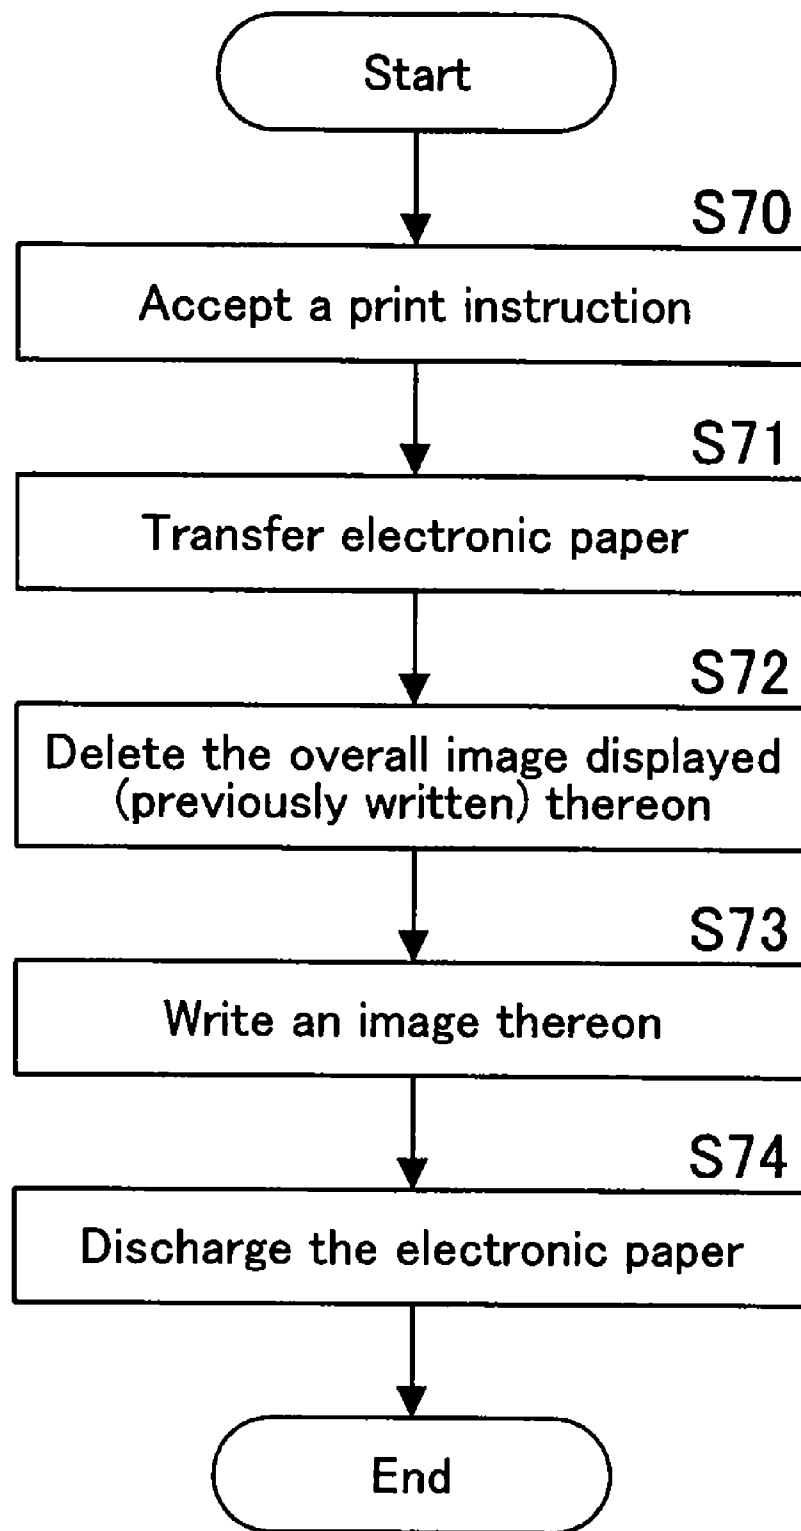 Start
S70
Accept a print instruction
S71
Transfer electronic paper
S72
Delete the overall image displayed
(previously written) thereon
S73
Write an image thereon
S74
Discharge the electronic paper
End